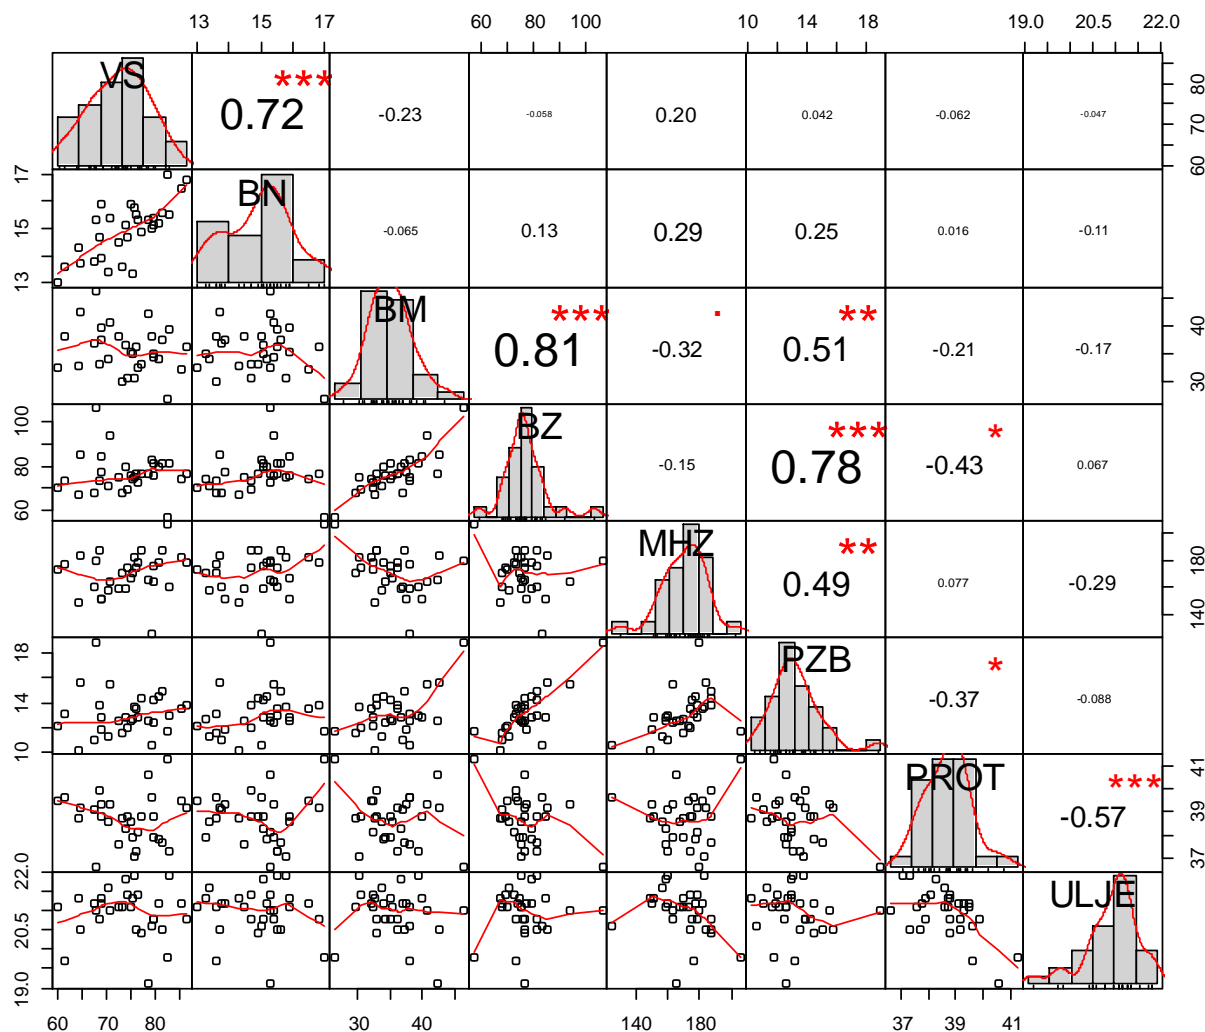 13 15 17 60 80 100 10 14 18 19.0 20.5 22.0
VS *** 0.72 -0.23 -0.058 0.20 0.042 -0.062 -0.047 60 70 80
13 15 17 BN -0.065 0.13 0.29 0.25 0.016 -0.11
BM *** 0.81 . -0.32 ** 0.51 -0.21 -0.17 30 40
60 80 100 BZ -0.15 *** 0.78 * -0.43 0.067
MHZ ** 0.49 0.077 -0.29 140 180
10 14 18 PZB * -0.37 -0.088
PROT *** -0.57 37 39 41
19.0 20.5 22.0 ULJE
60 70 80 30 40 140 180 37 39 41